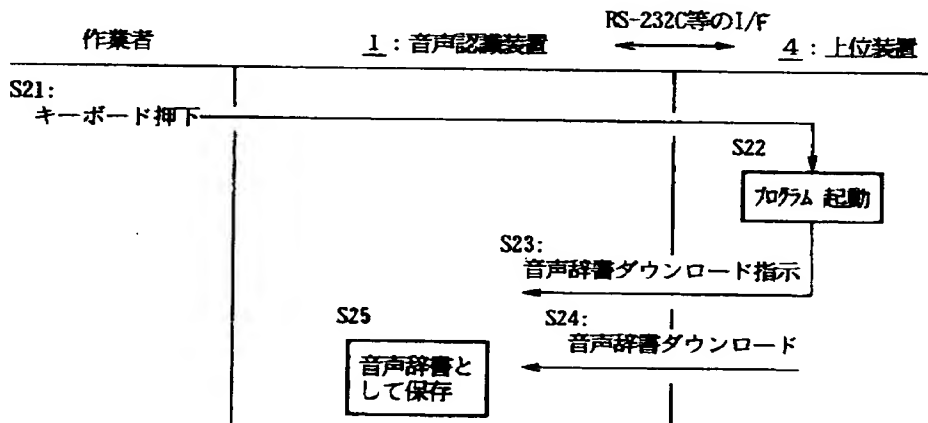 RS-232C等のI/F
作業者
1：音声認識装置
4：上位装置
S21:
キーボード押下
S22
プログラム 起動
S23:
音声辞書ダウンロード指示
S25
S24:
音声辞書ダウンロード
音声辞書と
して保存